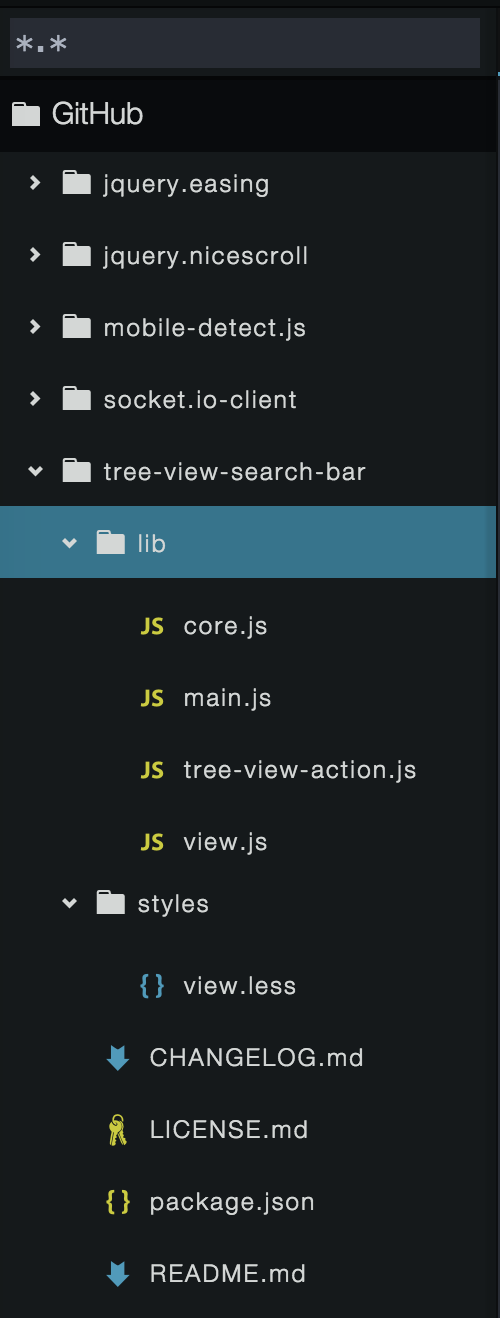 *.*
GitHub
jquery.easing
jquery.nicescroll
mobile-detect.js
socket.io-client
tree-view-search-bar
lib
JS core.js
JS main.js
JS tree-view-action.js
JS view.js
styles
{} view.less
CHANGELOG.md
LICENSE.md
{} package.json
README.md